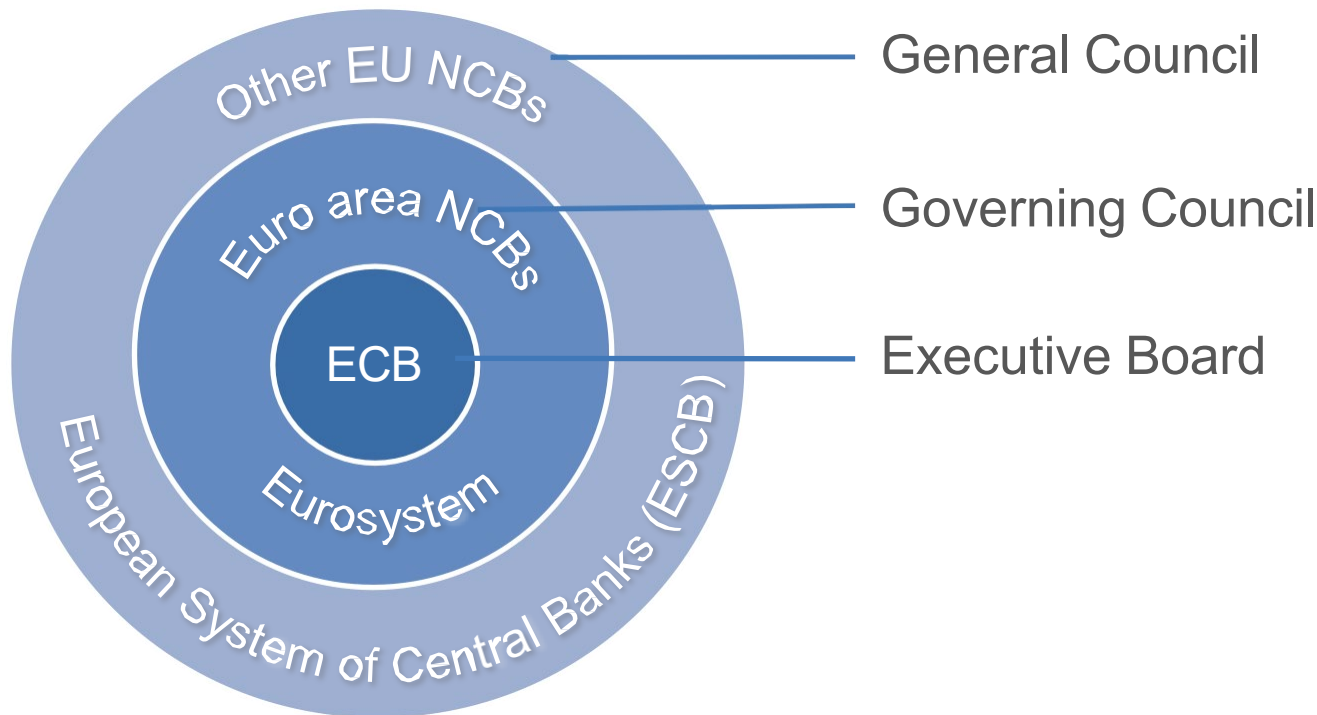 Other EU NCBs
General Council
Euro area NCBs
Governing Council
ECB
Executive Board
Eurosystem
European System of Central Banks (ESCB)